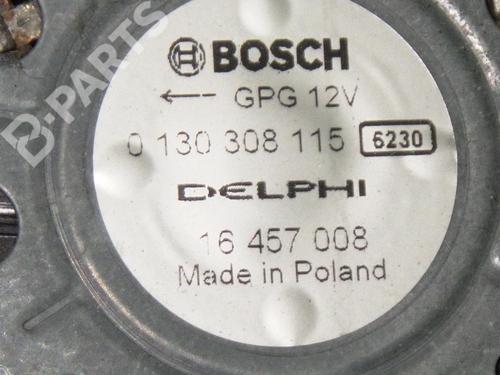 BOSCH
← GPG 12V
0 130 308 115 6230
DELPHI
16 457 008
Made in Poland
B-PARTS